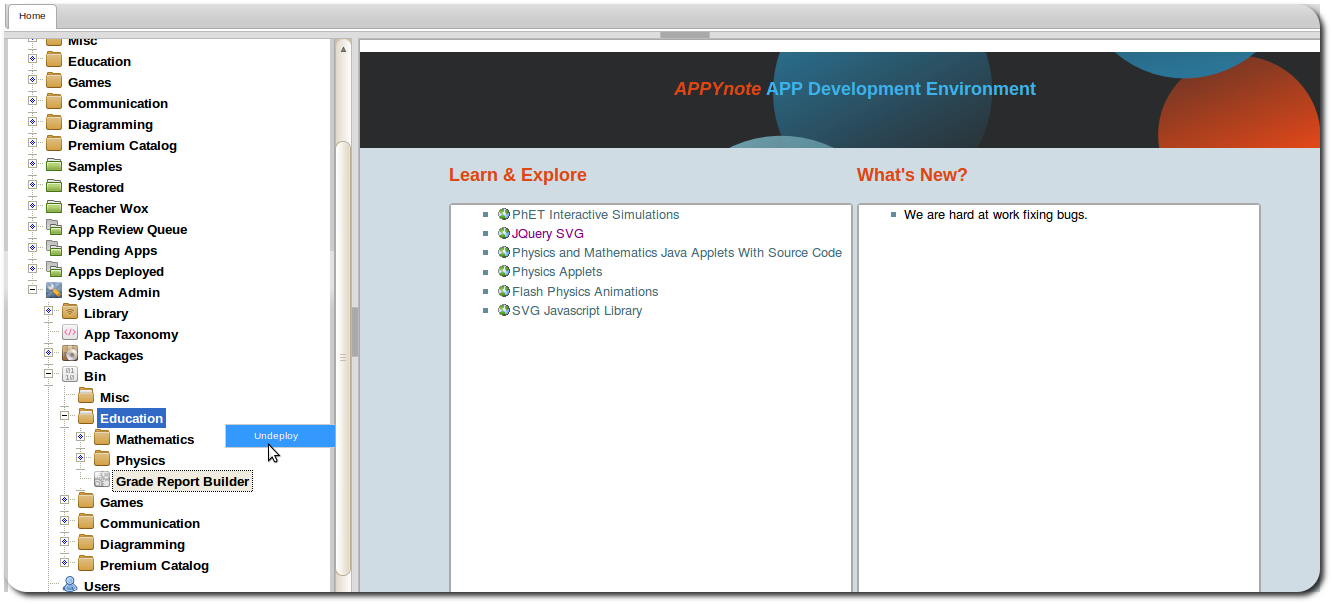 Home
Misc
Education
Games
Communication
Diagramming
Premium Catalog
Samples
Restored
Teacher Wox
App Review Queue
Pending Apps
Apps Deployed
System Admin
Library
App Taxonomy
Packages
Bin
Misc
Education
Mathematics
Undeploy
Physics
Grade Report Builder
Games
Communication
Diagramming
Premium Catalog
Users
APPYnote APP Development Environment
Learn & Explore
PhET Interactive Simulations
JQuery SVG
Physics and Mathematics Java Applets With Source Code
Physics Applets
Flash Physics Animations
SVG Javascript Library
What's New?
We are hard at work fixing bugs.